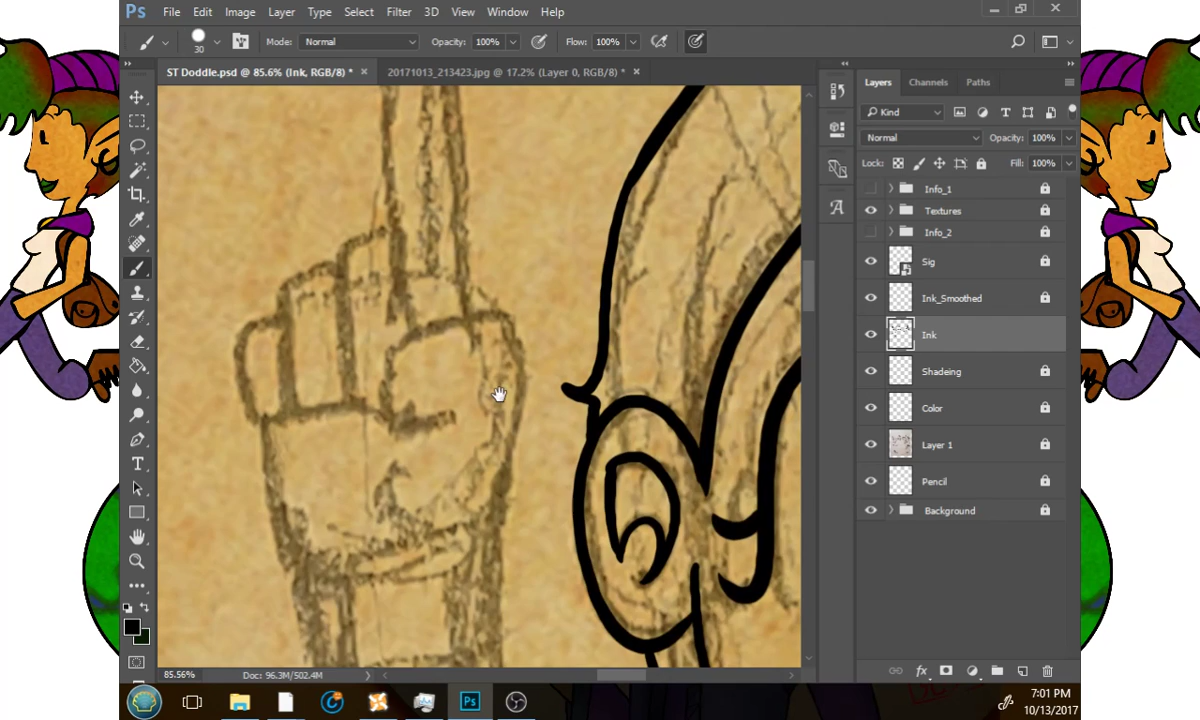 Ps File Edit Image Layer Type Select Filter 3D View Window Help
30 Mode: Normal Opacity: 100% Flow: 100%
ST Doddle.psd @ 85.6% (Ink, RGB/8) * × 20171013_213423.jpg @ 17.2% (Layer 0, RGB/8) * ×
Layers Channels Paths
Kind
Normal Opacity: 100%
Lock: Fill: 100%
Info_1
Textures
Info_2
Sig
Ink_Smoothed
Ink
Shadeing
Color
Layer 1
Pencil
Background
85.56% Doc: 96.3M/502.4M
fx
Ps
7:01 PM
10/13/2017